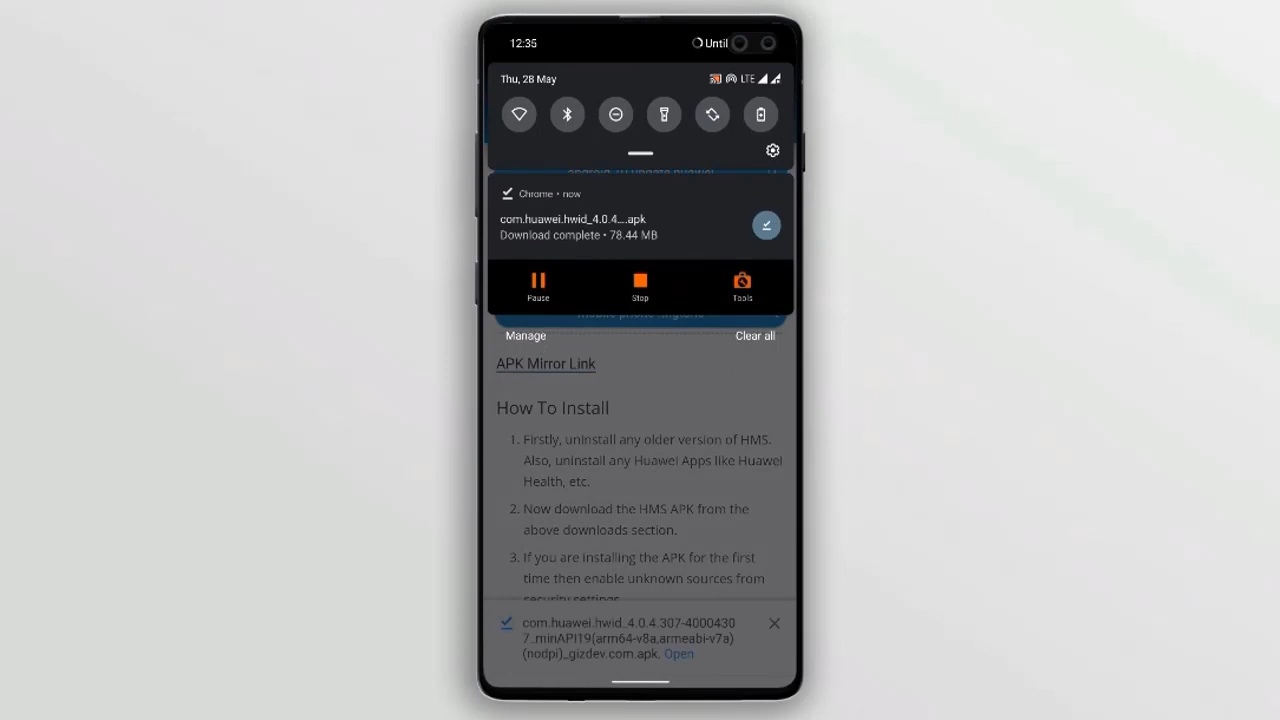 12:35
Until
Thu, 28 May
LTE
Chrome • now
com.huawei.hwid_4.0.4....apk
Download complete • 78.44 MB
Pause
Stop
Tools
Manage
Clear all
APK Mirror Link
How To Install
1. Firstly, uninstall any older version of HMS.
Also, uninstall any Huawei Apps like Huawei
Health, etc.
2. Now download the HMS APK from the
above downloads section.
3. If you are installing the APK for the first
time then enable unknown sources from
security settings
com.huawei.hwid_4.0.4.307-4000430
7_minAPI19(arm64-v8a,armeabi-v7a)
(nodpi)_gizdev.com.apk. Open